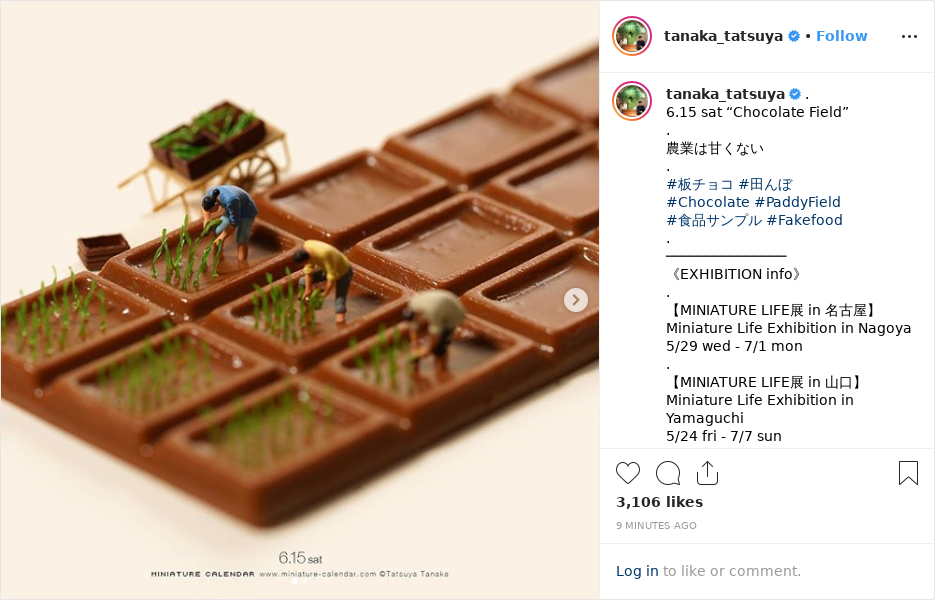 tanaka_tatsuya • Follow
tanaka_tatsuya .
6.15 sat “Chocolate Field”
.
農業は甘くない
.
#板チョコ #田んぼ
#Chocolate #PaddyField
#食品サンプル #Fakefood
.
———————————
《EXHIBITION info》
.
【MINIATURE LIFE展 in 名古屋】
Miniature Life Exhibition in Nagoya
5/29 wed - 7/1 mon
.
【MINIATURE LIFE展 in 山口】
Miniature Life Exhibition in
Yamaguchi
5/24 fri - 7/7 sun
3,106 likes
9 MINUTES AGO
Log in to like or comment.
6.15 sat
MINIATURE CALENDAR www.miniature-calendar.com ©Tatsuya Tanaka